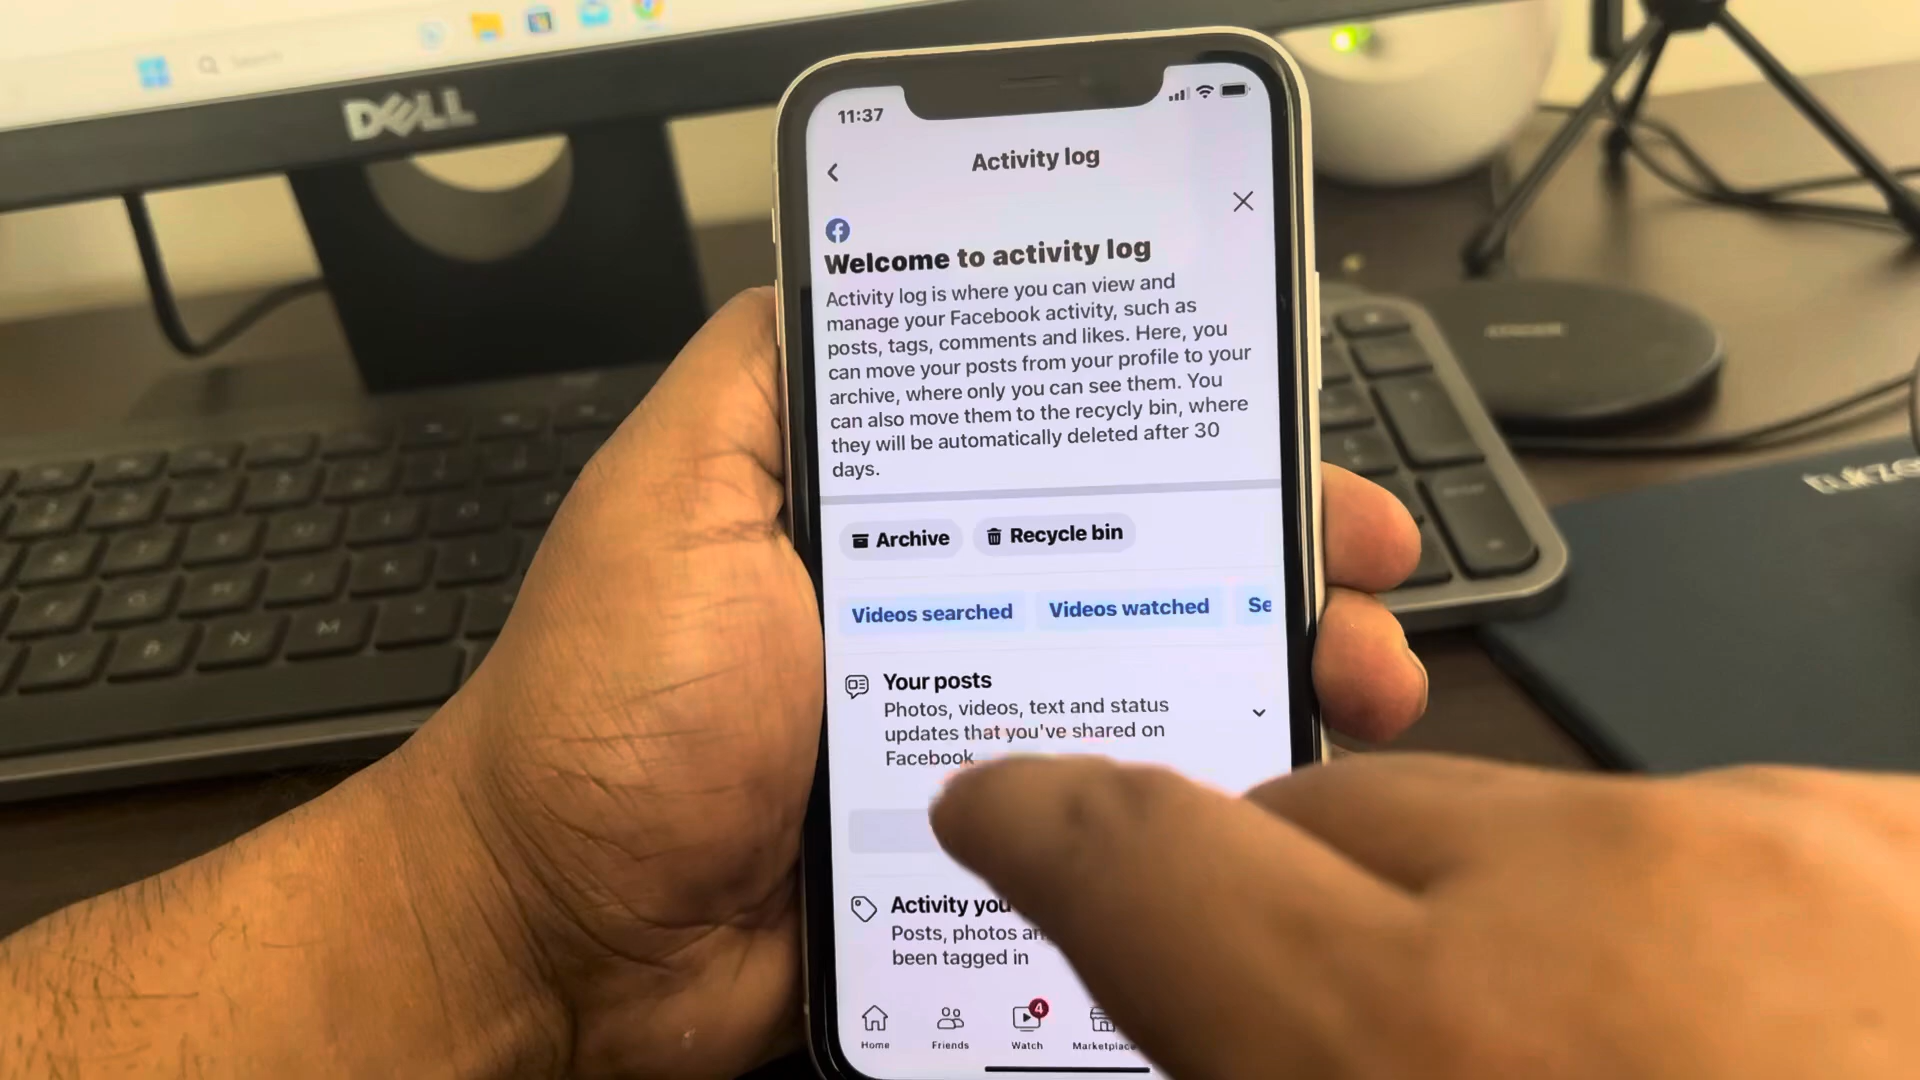 Search
DELL
11:37
Activity log
Welcome to activity log
Activity log is where you can view and
manage your Facebook activity, such as
posts, tags, comments and likes. Here, you
can move your posts from your profile to your
archive, where only you can see them. You
can also move them to the recycly bin, where
they will be automatically deleted after 30
days.
Archive
Recycle bin
Videos searched
Videos watched
Se
Your posts
Photos, videos, text and status
updates that you've shared on
Facebook
Activity you
Posts, photos an
been tagged in
4
Home
Friends
Watch
Marketplace
V
B
N
M